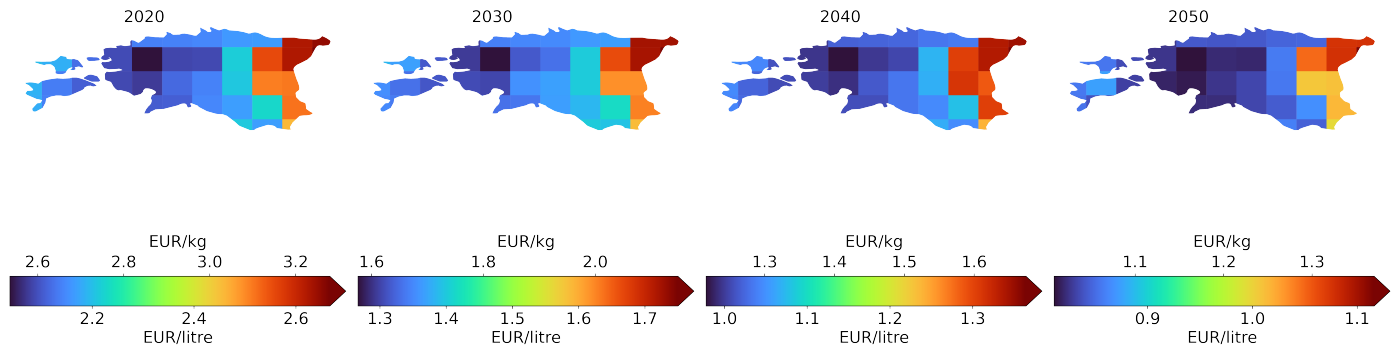 2020 2030 2040 2050
EUR/kg EUR/kg EUR/kg EUR/kg
2.6 2.8 3.0 3.2 1.6 1.8 2.0 1.3 1.4 1.5 1.6 1.1 1.2 1.3
2.2 2.4 2.6 1.3 1.4 1.5 1.6 1.7 1.0 1.1 1.2 1.3 0.9 1.0 1.1
EUR/litre EUR/litre EUR/litre EUR/litre